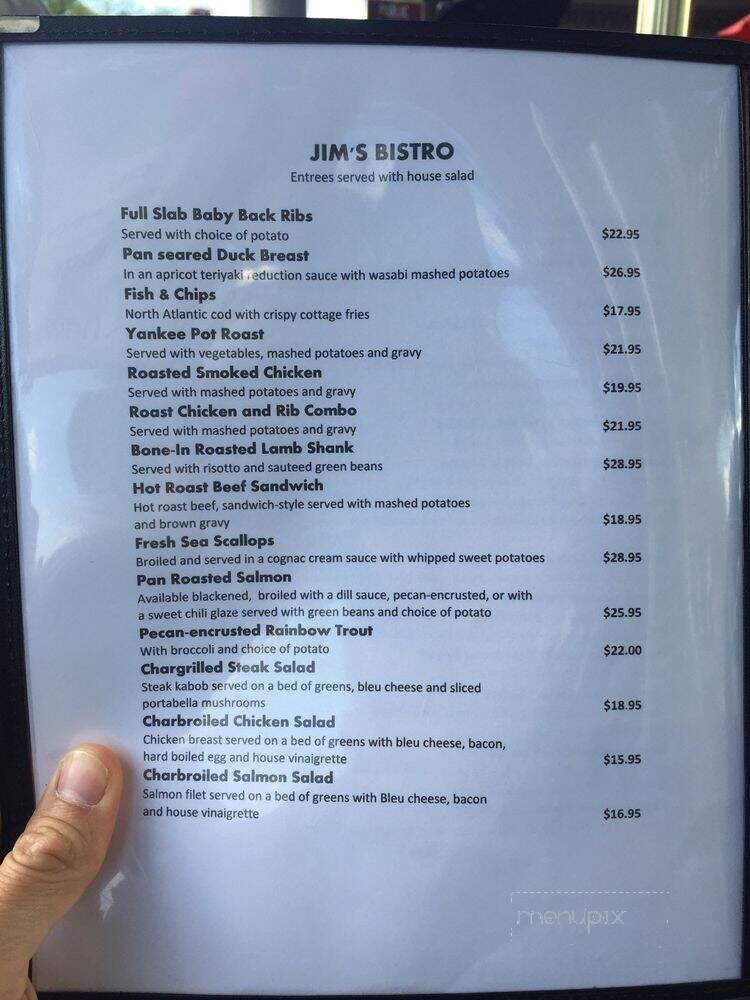 JIM'S BISTRO
Entrees served with house salad
Full Slab Baby Back Ribs
Served with choice of potato $22.95
Pan seared Duck Breast
In an apricot teriyaki reduction sauce with wasabi mashed potatoes $26.95
Fish & Chips
North Atlantic cod with crispy cottage fries $17.95
Yankee Pot Roast
Served with vegetables, mashed potatoes and gravy $21.95
Roasted Smoked Chicken
Served with mashed potatoes and gravy $19.95
Roast Chicken and Rib Combo
Served with mashed potatoes and gravy $21.95
Bone-In Roasted Lamb Shank
Served with risotto and sauteed green beans $28.95
Hot Roast Beef Sandwich
Hot roast beef, sandwich-style served with mashed potatoes
and brown gravy $18.95
Fresh Sea Scallops
Broiled and served in a cognac cream sauce with whipped sweet potatoes $28.95
Pan Roasted Salmon
Available blackened, broiled with a dill sauce, pecan-encrusted, or with
a sweet chili glaze served with green beans and choice of potato $25.95
Pecan-encrusted Rainbow Trout
With broccoli and choice of potato $22.00
Chargrilled Steak Salad
Steak kabob served on a bed of greens, bleu cheese and sliced
portabella mushrooms $18.95
Charbroiled Chicken Salad
Chicken breast served on a bed of greens with bleu cheese, bacon,
hard boiled egg and house vinaigrette $15.95
Charbroiled Salmon Salad
Salmon filet served on a bed of greens with Bleu cheese, bacon
and house vinaigrette $16.95
menupix